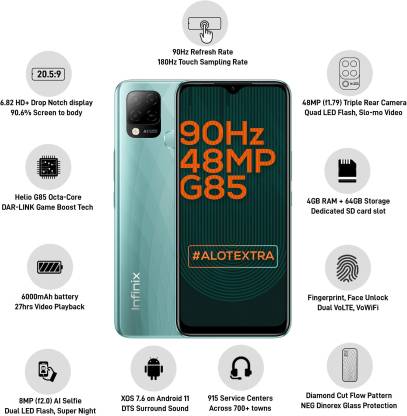 90Hz Refresh Rate
180Hz Touch Sampling Rate
20.5:9
6.82 HD+ Drop Notch display
90.6% Screen to body
48MP (f1.79) Triple Rear Camera
Quad LED Flash, Slo-mo Video
90Hz
48MP
G85
#ALOTEXTRA
Infinix
Helio G85 Octa-Core
DAR-LINK Game Boost Tech
4GB RAM + 64GB Storage
Dedicated SD card slot
6000mAh battery
27hrs Video Playback
Fingerprint, Face Unlock
Dual VoLTE, VoWiFi
8MP (f2.0) AI Selfie
Dual LED Flash, Super Night
XOS 7.6 on Android 11
DTS Surround Sound
915 Service Centers
Across 700+ towns
Diamond Cut Flow Pattern
NEG Dinorex Glass Protection